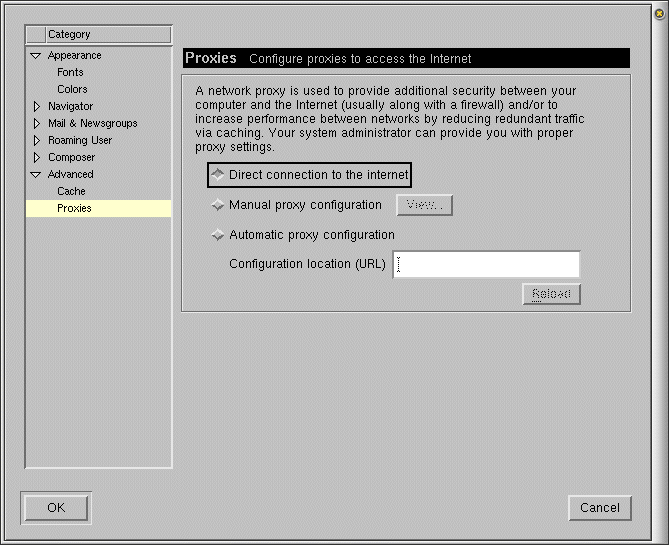 Category
Appearance
Fonts
Colors
Navigator
Mail & Newsgroups
Roaming User
Composer
Advanced
Cache
Proxies
Proxies Configure proxies to access the Internet
A network proxy is used to provide additional security between your
computer and the Internet (usually along with a firewall) and/or to
increase performance between networks by reducing redundant traffic
via caching. Your system administrator can provide you with proper
proxy settings.
Direct connection to the internet
Manual proxy configuration View...
Automatic proxy configuration
Configuration location (URL)
Reload
OK Cancel